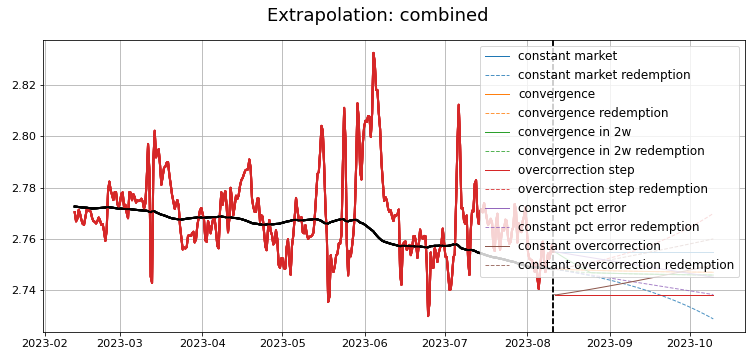 Extrapolation: combined
constant market
constant market redemption
convergence
convergence redemption
convergence in 2w
convergence in 2w redemption
overcorrection step
overcorrection step redemption
constant pct error
constant pct error redemption
constant overcorrection
constant overcorrection redemption
2.82
2.80
2.78
2.76
2.74
2023-02 2023-03 2023-04 2023-05 2023-06 2023-07 2023-08 2023-09 2023-10